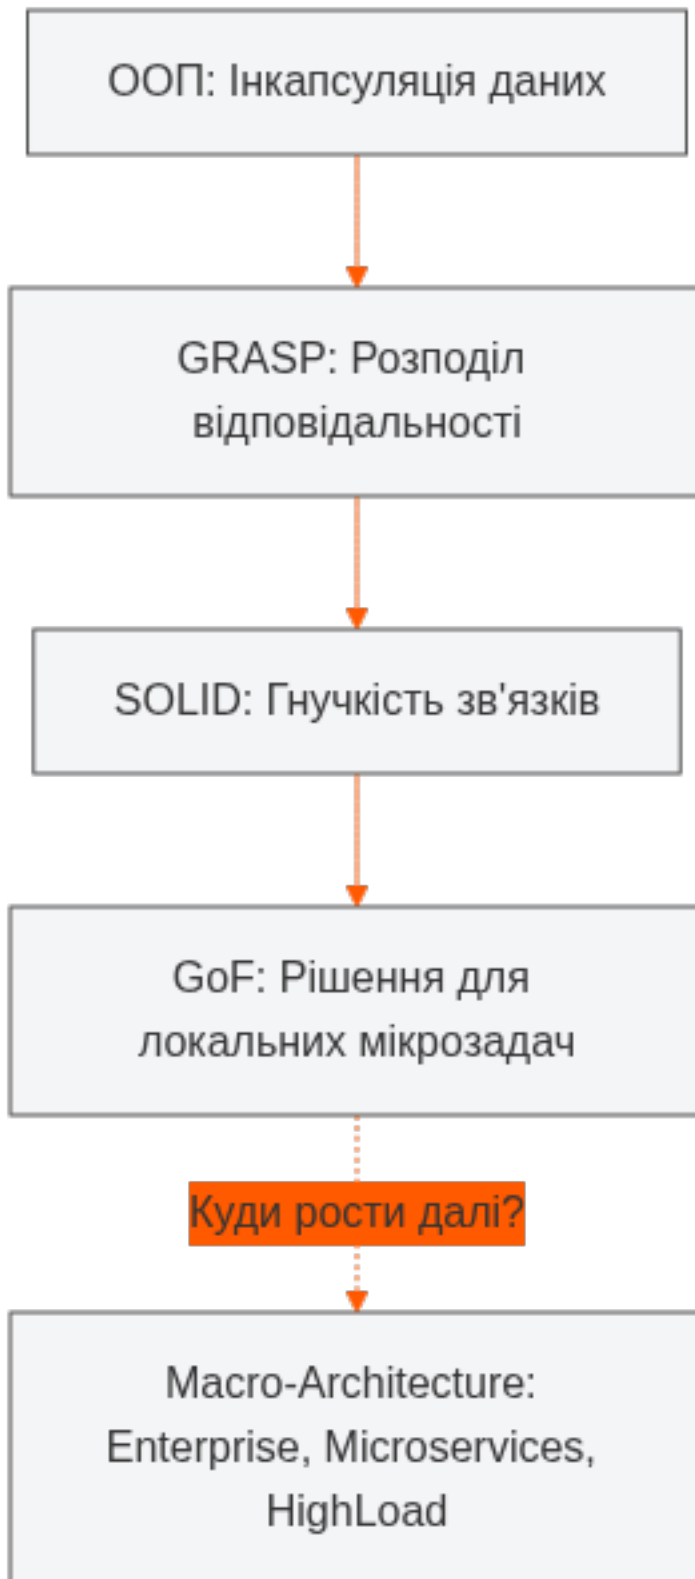 ООП: Інкапсуляція даних
GRASP: Розподіл
відповідальності
SOLID: Гнучкість зв'язків
GoF: Рішення для
локальних мікрозадач
Куди рости далі?
Macro-Architecture:
Enterprise, Microservices,
HighLoad